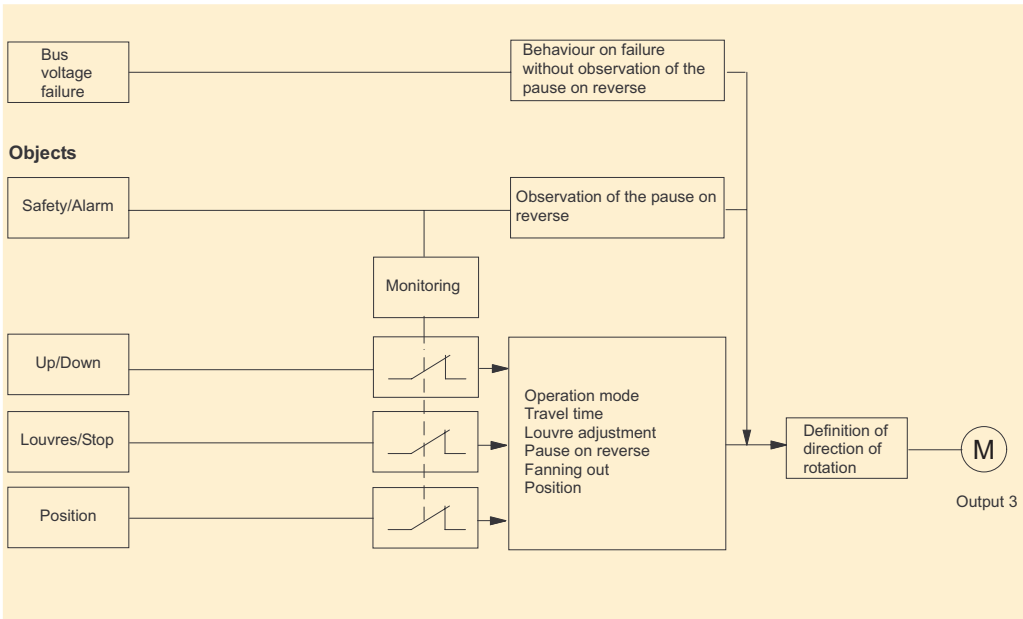 Bus
voltage
failure
Behaviour on failure
without observation of the
pause on reverse
Objects
Safety/Alarm
Observation of the pause on
reverse
Monitoring
Up/Down
Louvres/Stop
Position
Operation mode
Travel time
Louvre adjustment
Pause on reverse
Fanning out
Position
Definition of
direction of
rotation
M
Output 3